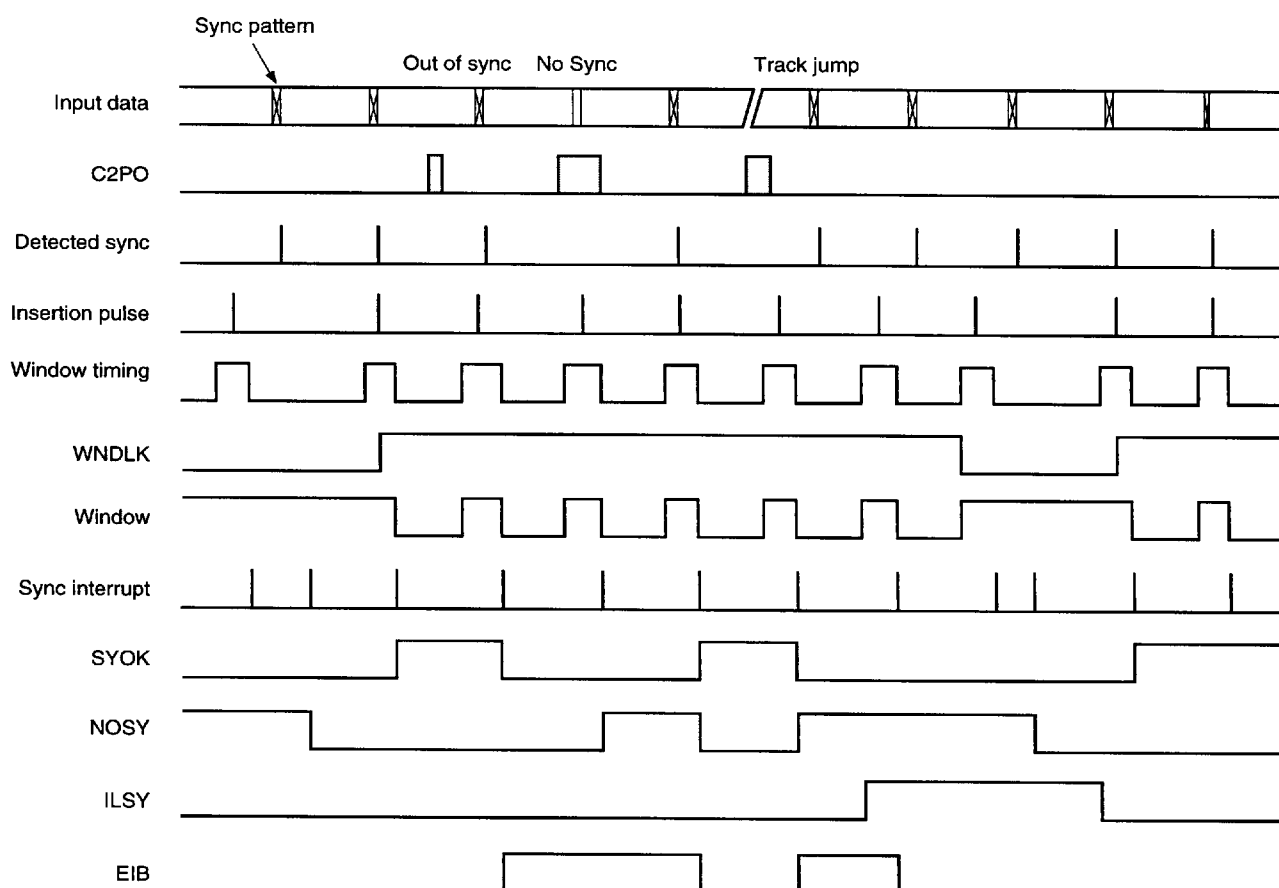 Sync pattern
Out of sync
No Sync
Track jump
Input data
C2PO
Detected sync
Insertion pulse
Window timing
WNDLK
Window
Sync interrupt
SYOK
NOSY
ILSY
EIB